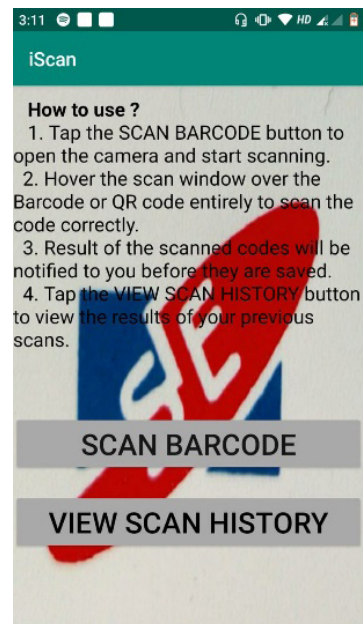 3:11 HD
iScan
How to use ?
1. Tap the SCAN BARCODE button to
open the camera and start scanning.
2. Hover the scan window over the
Barcode or QR code entirely to scan the
code correctly.
3. Result of the scanned codes will be
notified to you before they are saved.
4. Tap the VIEW SCAN HISTORY button
to view the results of your previous
scans.
SCAN BARCODE
VIEW SCAN HISTORY